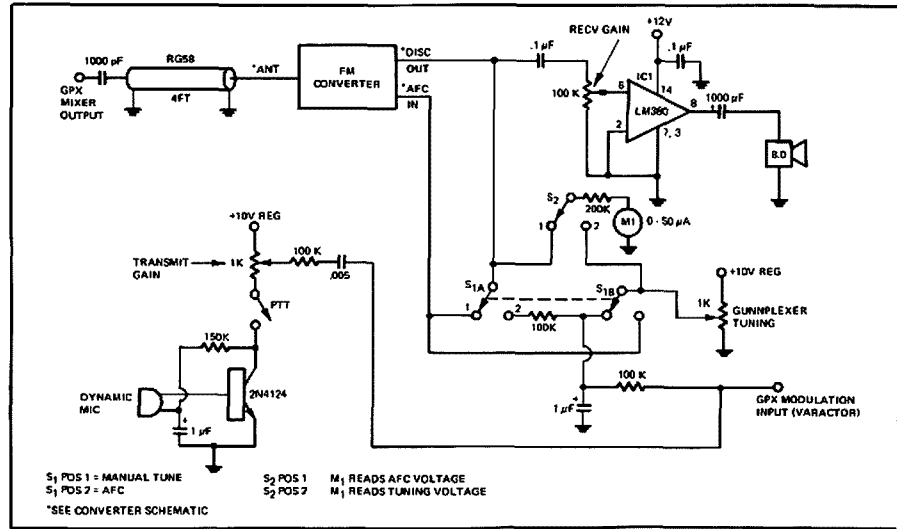 +12V
RECV GAIN
1000 pF
RG58
*ANT
FM
CONVERTER
*DISC
OUT
.1 µF
.1 µF
IC1
14
GPX
MIXER
OUTPUT
4FT
*AFC
IN
100 K
6
LM380
8
1000 µF
2
7, 3
B.D
S2
200K
M1
0 - 50 µA
1
2
+10V REG
TRANSMIT
GAIN
1K
100 K
.005
+10V REG
1K
GUNNPLEXER
TUNING
S1A
S1B
1
2
100K
PTT
150K
100 K
GPX MODULATION
INPUT (VARACTOR)
DYNAMIC
MIC
2N4124
+
1 µF
1 µF
+
S1 POS 1 = MANUAL TUNE
S1 POS 2 = AFC
S2 POS 1 M1 READS AFC VOLTAGE
S2 POS 2 M1 READS TUNING VOLTAGE
*SEE CONVERTER SCHEMATIC